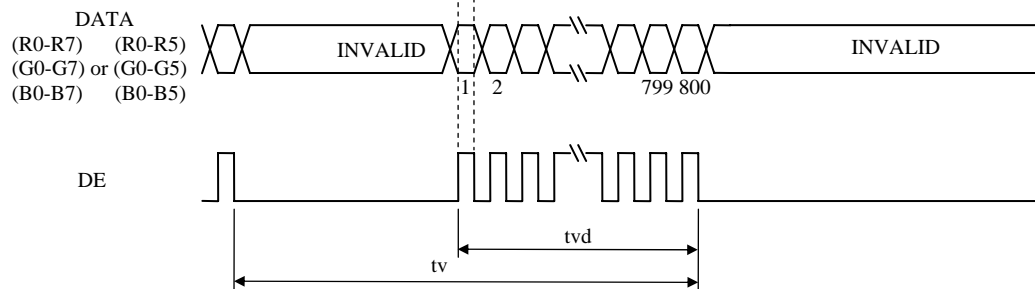 DATA
(R0-R7) (R0-R5)
(G0-G7) or (G0-G5)
(B0-B7) (B0-B5)
INVALID INVALID
1 2 799 800
DE
tvd
tv